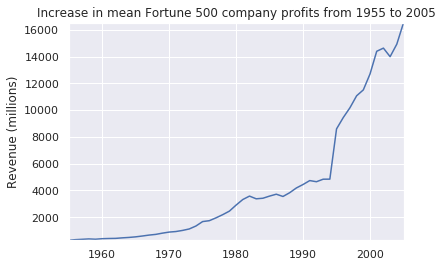 Increase in mean Fortune 500 company profits from 1955 to 2005
Revenue (millions)
16000
14000
12000
10000
8000
6000
4000
2000
1960 1970 1980 1990 2000